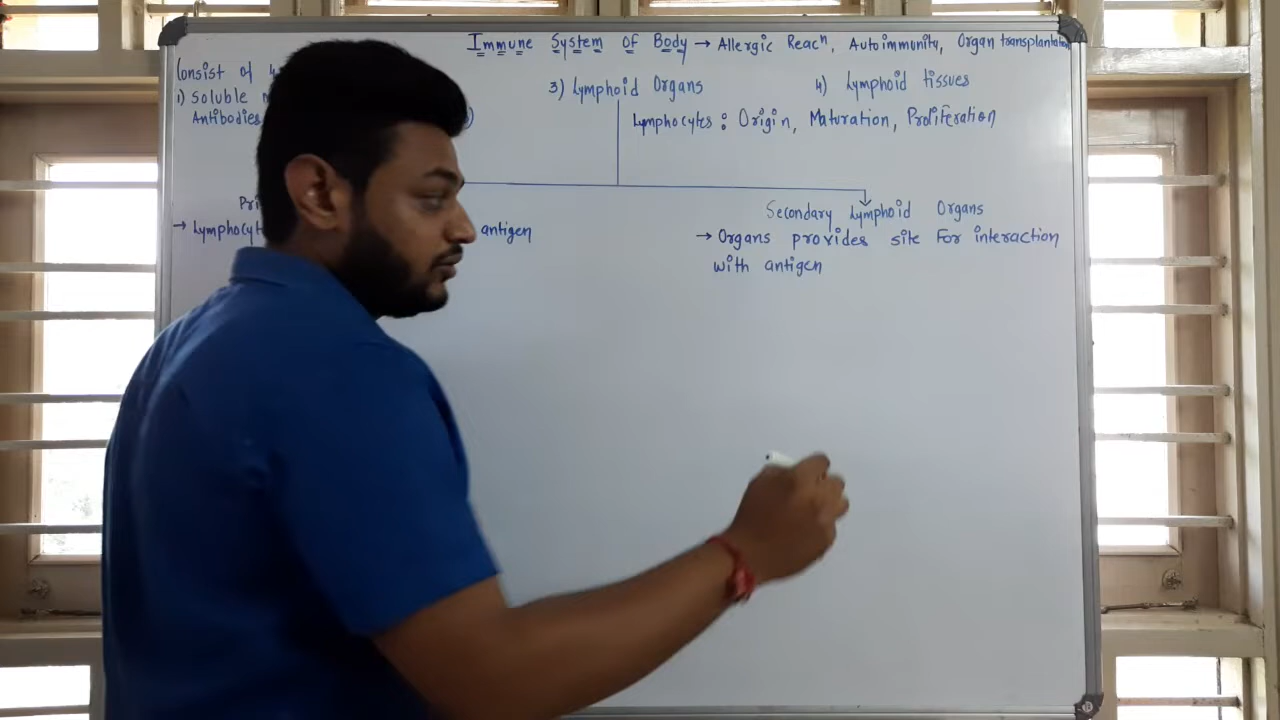 Immune System of Body → Allergic Reacⁿ, Autoimmunity, Organ transplantation
Consist of 4
1) Soluble
Antibodies
3) Lymphoid Organs
4) Lymphoid tissues
Lymphocytes : Origin, Maturation, Proliferation
Secondary Lymphoid Organs
→ Lymphocyt
antigen
→ Organs provides site for interaction
with antigen